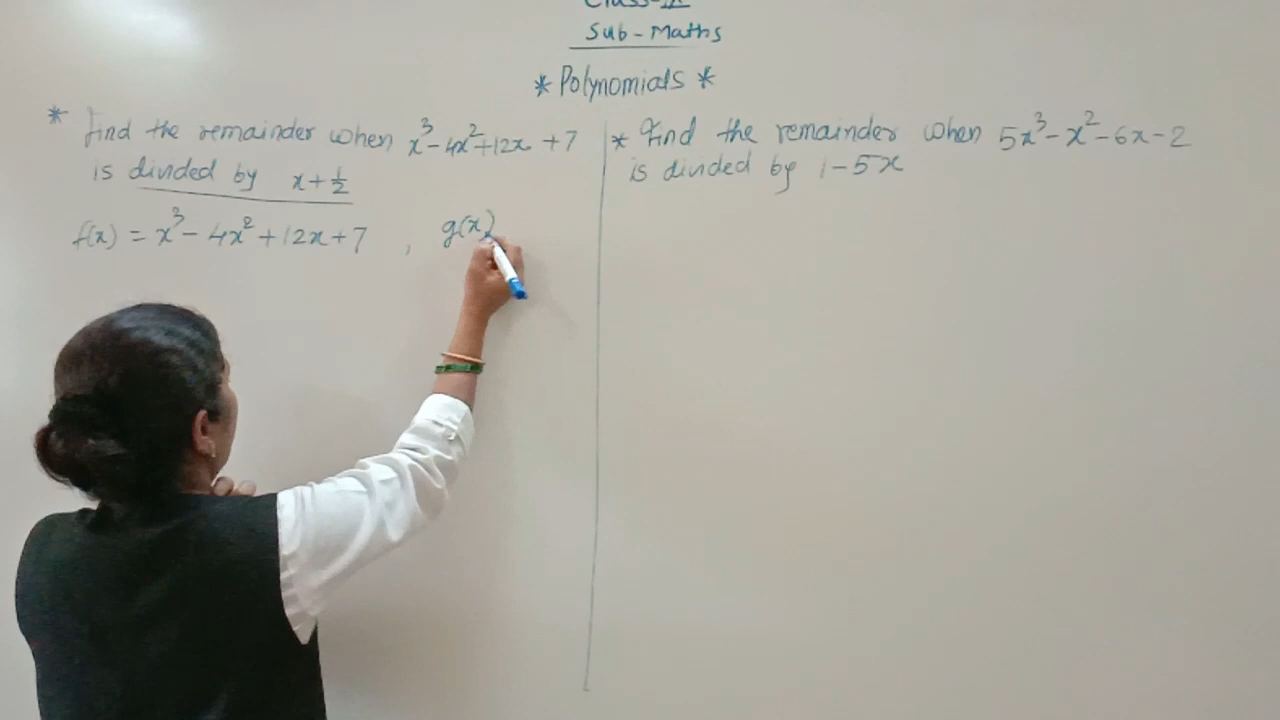 Class-IX
Sub-Maths
* Polynomials *
* Find the remainder when x³ - 4x² + 12x + 7
is divided by x + 1/2
f(x) = x³ - 4x² + 12x + 7 , g(x)
* Find the remainder when 5x³ - x² - 6x - 2
is divided by 1 - 5x